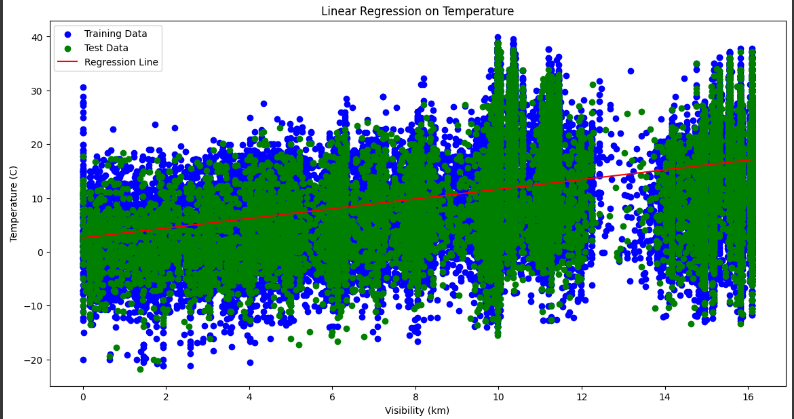 Linear Regression on Temperature
Training Data
Test Data
Regression Line
40
30
20
10
0
−10
−20
Temperature (C)
0 2 4 6 8 10 12 14 16
Visibility (km)